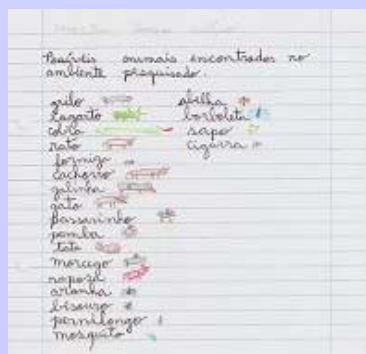 Possíveis animais encontrados no
ambiente pesquisado.
grilo
lagarto
cobra
rato
formiga
cachorro
galinha
gato
Passarinho
pomba
tatu
morcego
raposa
aranha
besouro
pernilongo
mosquito
abelha
borboleta
sapo
cigarra